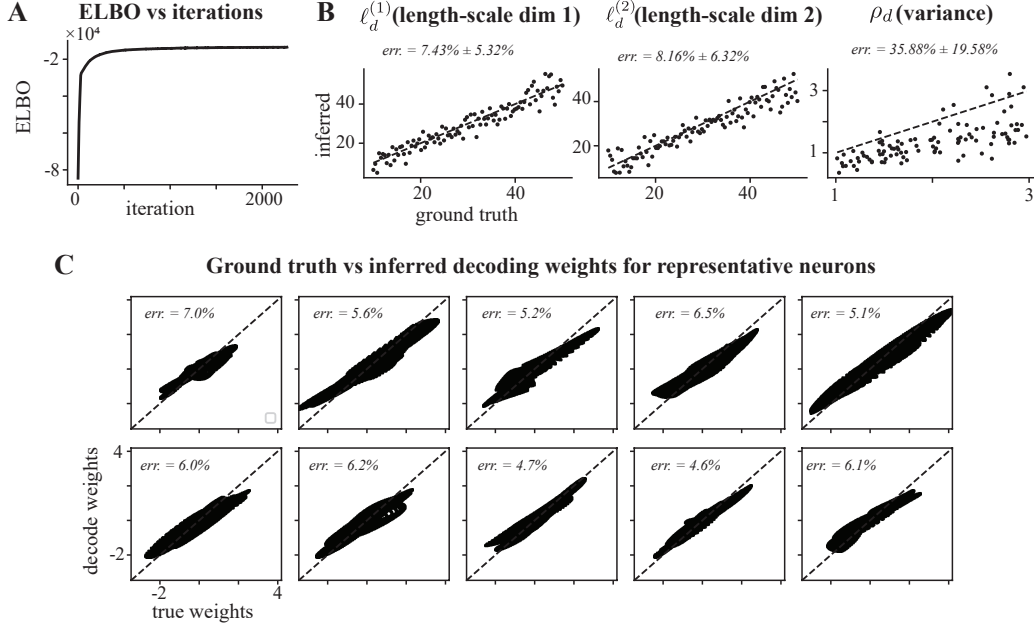 A
ELBO vs iterations
×10⁴
-2
-8
ELBO
0
2000
iteration
B
ℓ_d^(1) (length-scale dim 1)
err. = 7.43% ± 5.32%
40
20
inferred
20
40
ground truth
ℓ_d^(2) (length-scale dim 2)
err. = 8.16% ± 6.32%
40
20
20
40
ρ_d (variance)
err. = 35.88% ± 19.58%
3
1
1
3
C
Ground truth vs inferred decoding weights for representative neurons
err. = 7.0%
err. = 5.6%
err. = 5.2%
err. = 6.5%
err. = 5.1%
err. = 6.0%
err. = 6.2%
err. = 4.7%
err. = 4.6%
err. = 6.1%
4
-2
decode weights
-2
4
true weights